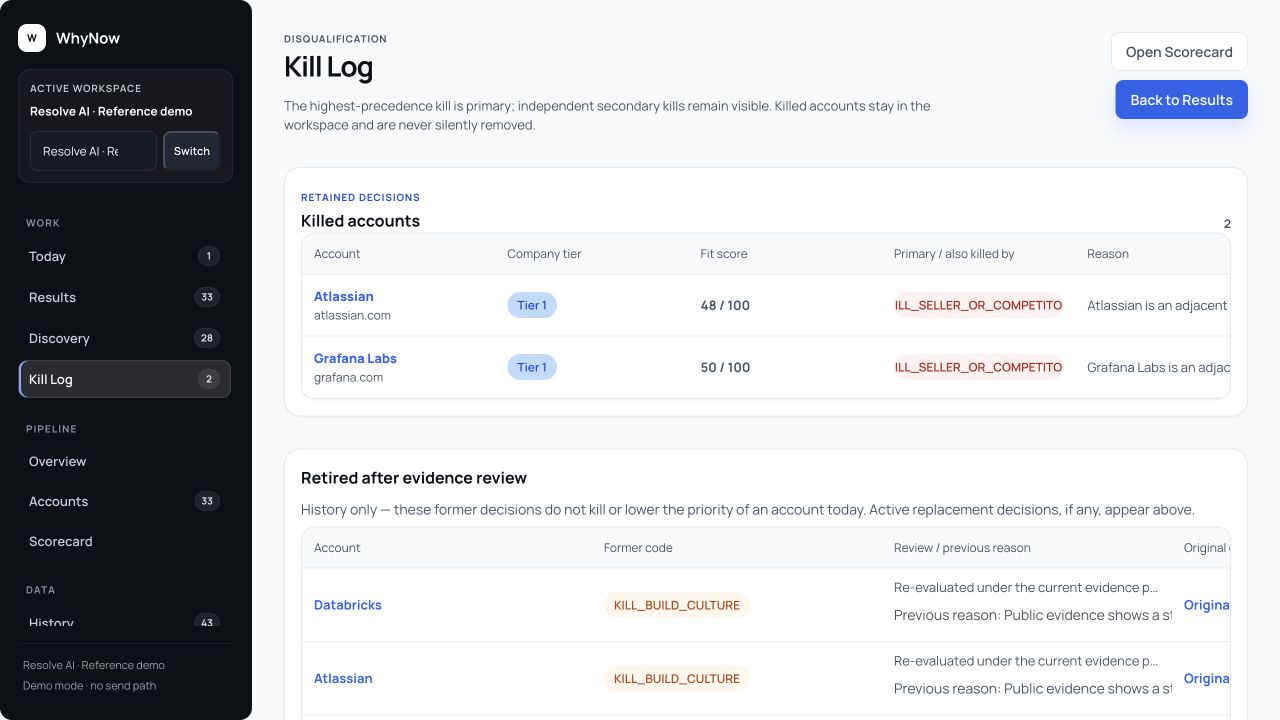 W WhyNow
ACTIVE WORKSPACE
Resolve AI · Reference demo
Resolve AI · Re
Switch
WORK
Today 1
Results 33
Discovery 28
Kill Log 2
PIPELINE
Overview
Accounts 33
Scorecard
DATA
History 43
Resolve AI · Reference demo
Demo mode · no send path
DISQUALIFICATION
Kill Log
The highest-precedence kill is primary; independent secondary kills remain visible. Killed accounts stay in the
workspace and are never silently removed.
Open Scorecard
Back to Results
RETAINED DECISIONS
Killed accounts 2
Account Company tier Fit score Primary / also killed by Reason
Atlassian
atlassian.com
Tier 1 48 / 100 ILL_SELLER_OR_COMPETITO Atlassian is an adjacent
Grafana Labs
grafana.com
Tier 1 50 / 100 ILL_SELLER_OR_COMPETITO Grafana Labs is an adjac
Retired after evidence review
History only — these former decisions do not kill or lower the priority of an account today. Active replacement decisions, if any, appear above.
Account Former code Review / previous reason Original
Databricks KILL_BUILD_CULTURE
Re-evaluated under the current evidence p...
Previous reason: Public evidence shows a st
Origina
Atlassian KILL_BUILD_CULTURE
Re-evaluated under the current evidence p...
Previous reason: Public evidence shows a st
Origina